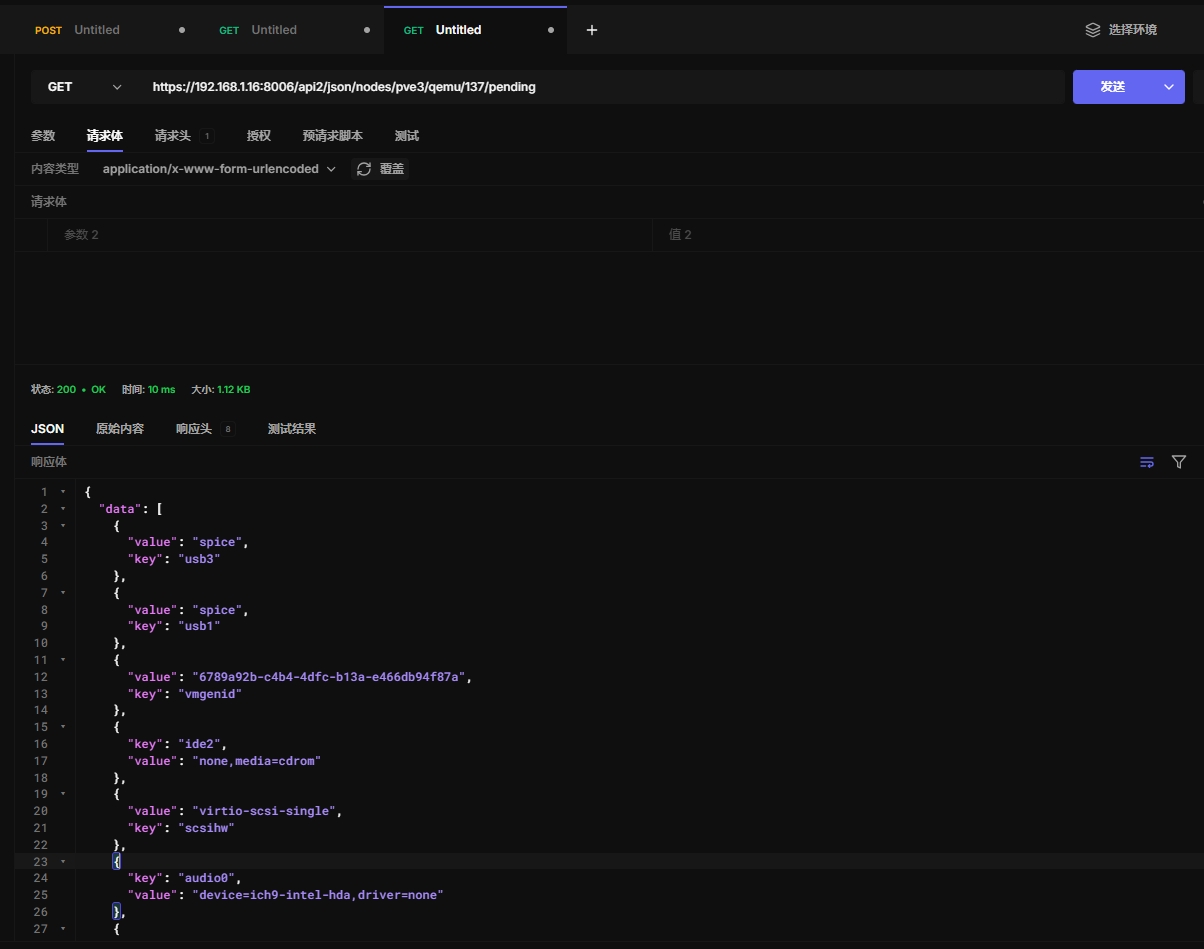 POST Untitled GET Untitled GET Untitled 选择环境
GET https://192.168.1.16:8006/api2/json/nodes/pve3/qemu/137/pending 发送
参数 请求体 请求头 1 授权 预请求脚本 测试
内容类型 application/x-www-form-urlencoded 覆盖
请求体
参数 2 值 2
状态: 200 • OK 时间: 10 ms 大小: 1.12 KB
JSON 原始内容 响应头 8 测试结果
响应体
1 {
2 "data": [
3 {
4 "value": "spice",
5 "key": "usb3"
6 },
7 {
8 "value": "spice",
9 "key": "usb1"
10 },
11 {
12 "value": "6789a92b-c4b4-4dfc-b13a-e466db94f87a",
13 "key": "vmgenid"
14 },
15 {
16 "key": "ide2",
17 "value": "none,media=cdrom"
18 },
19 {
20 "value": "virtio-scsi-single",
21 "key": "scsihw"
22 },
23 {
24 "key": "audio0",
25 "value": "device=ich9-intel-hda,driver=none"
26 },
27 {